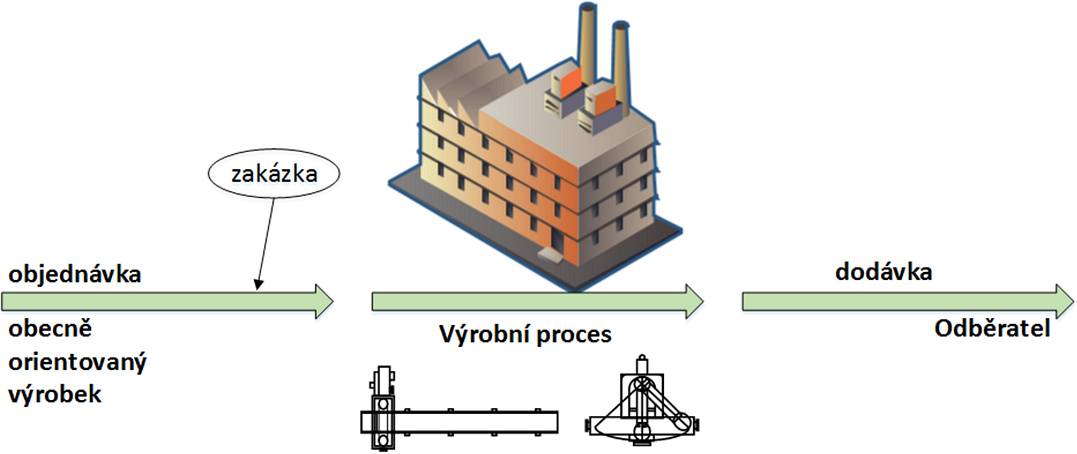 zakázka
objednávka
obecně
orientovaný
výrobek
Výrobní proces
dodávka
Odběratel